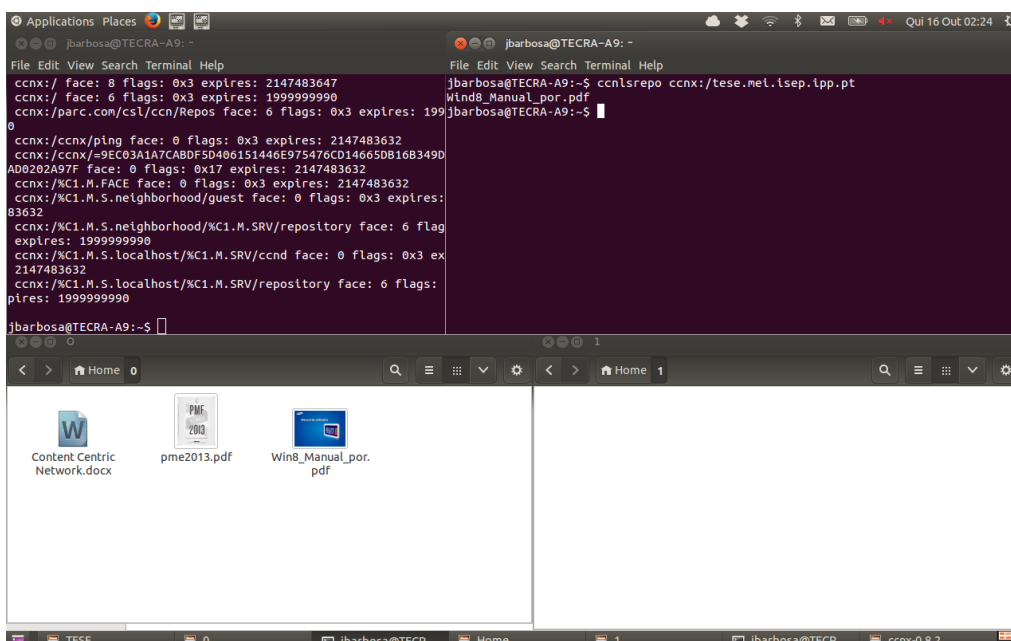 Applications Places Qui 16 Out 02:24
jbarbosa@TECRA-A9: ~
File Edit View Search Terminal Help
ccnx:/ face: 8 flags: 0x3 expires: 2147483647
ccnx:/ face: 6 flags: 0x3 expires: 1999999990
ccnx:/parc.com/csl/ccn/Repos face: 6 flags: 0x3 expires: 199
0
ccnx:/ccnx/ping face: 0 flags: 0x3 expires: 2147483632
ccnx:/ccnx/=9EC03A1A7CABDF5D406151446E975476CD14665DB16B349D
AD0202A97F face: 0 flags: 0x17 expires: 2147483632
ccnx:/%C1.M.FACE face: 0 flags: 0x3 expires: 2147483632
ccnx:/%C1.M.S.neighborhood/guest face: 0 flags: 0x3 expires:
83632
ccnx:/%C1.M.S.neighborhood/%C1.M.SRV/repository face: 6 flag
expires: 1999999990
ccnx:/%C1.M.S.localhost/%C1.M.SRV/ccnd face: 0 flags: 0x3 ex
2147483632
ccnx:/%C1.M.S.localhost/%C1.M.SRV/repository face: 6 flags:
pires: 1999999990
jbarbosa@TECRA-A9:~$
jbarbosa@TECRA-A9: ~
File Edit View Search Terminal Help
jbarbosa@TECRA-A9:~$ ccnlsrepo ccnx:/tese.mei.isep.ipp.pt
Wind8_Manual_por.pdf
jbarbosa@TECRA-A9:~$
0
Home 0
Content Centric
Network.docx
pme2013.pdf
Win8_Manual_por.
pdf
PME
2013
1
Home 1
TESE 0 jbarbosa@TECR... Home 1 jbarbosa@TECR... ccnx-0.8.2